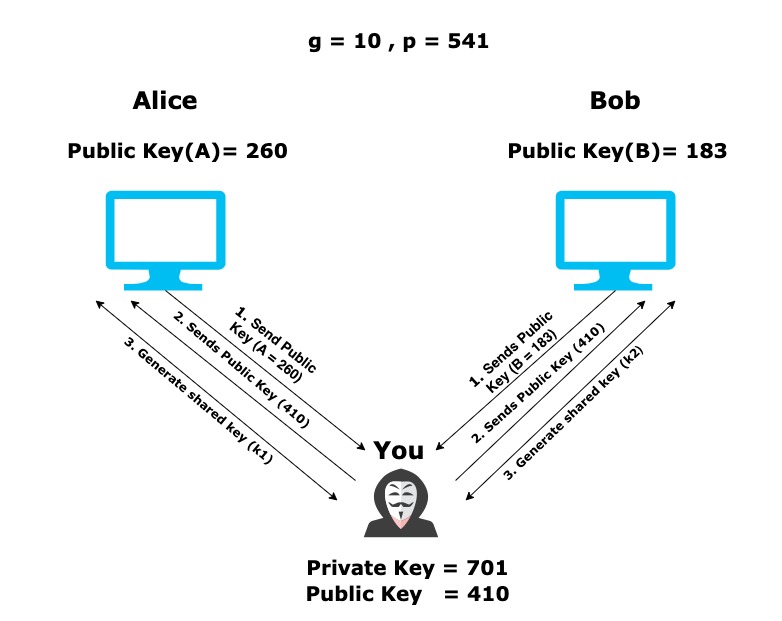 g = 10 , p = 541
Alice
Bob
Public Key(A)= 260
Public Key(B)= 183
1. Send Public
Key (A = 260)
2. Sends Public Key (410)
3. Generate shared key (k1)
1. Sends Public
Key (B = 183)
2. Sends Public Key (410)
3. Generate shared key (k2)
You
Private Key = 701
Public Key = 410